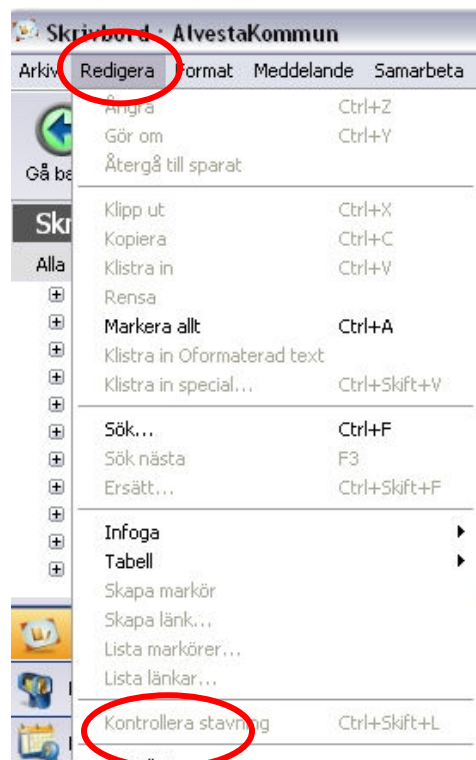 Skrivbord : AlvestaKommun
Arkiv Redigera Format Meddelande Samarbeta
Ångra Ctrl+Z
Gör om Ctrl+Y
Återgå till sparat
Gå ba
Klipp ut Ctrl+X
Skr
Kopiera Ctrl+C
Alla
Klistra in Ctrl+V
Rensa
Markera allt Ctrl+A
Klistra in Oformaterad text
Klistra in special... Ctrl+Skift+V
Sök... Ctrl+F
Sök nästa F3
Ersätt... Ctrl+Skift+F
Infoga
Tabell
Skapa markör
Skapa länk...
Lista markörer...
Lista länkar...
Kontrollera stavning Ctrl+Skift+L